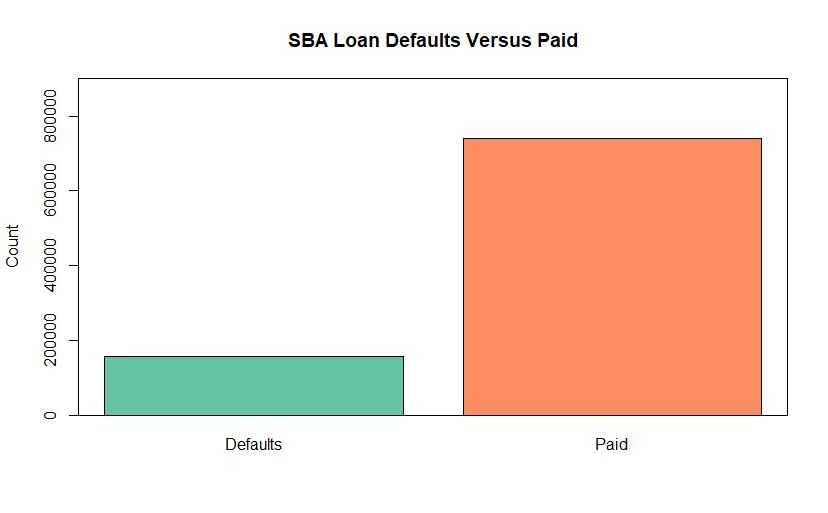 SBA Loan Defaults Versus Paid
800000
600000
400000
200000
0
Count
Defaults
Paid